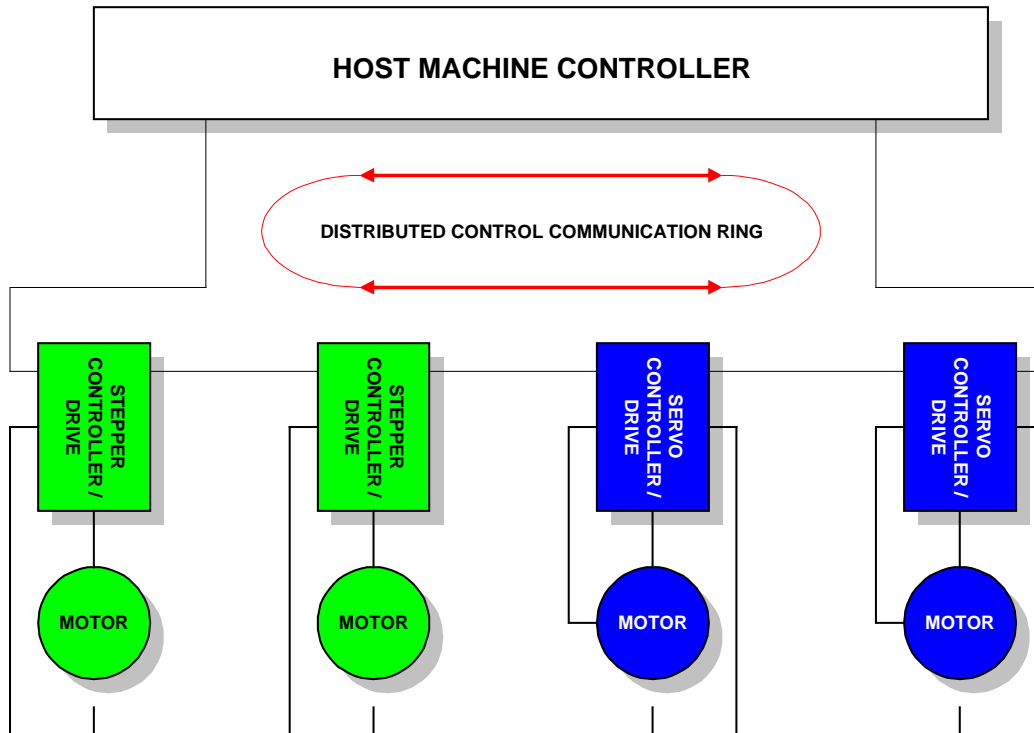 HOST MACHINE CONTROLLER
DISTRIBUTED CONTROL COMMUNICATION RING
STEPPER
CONTROLLER /
DRIVE
STEPPER
CONTROLLER /
DRIVE
SERVO
CONTROLLER /
DRIVE
SERVO
CONTROLLER /
DRIVE
MOTOR
MOTOR
MOTOR
MOTOR